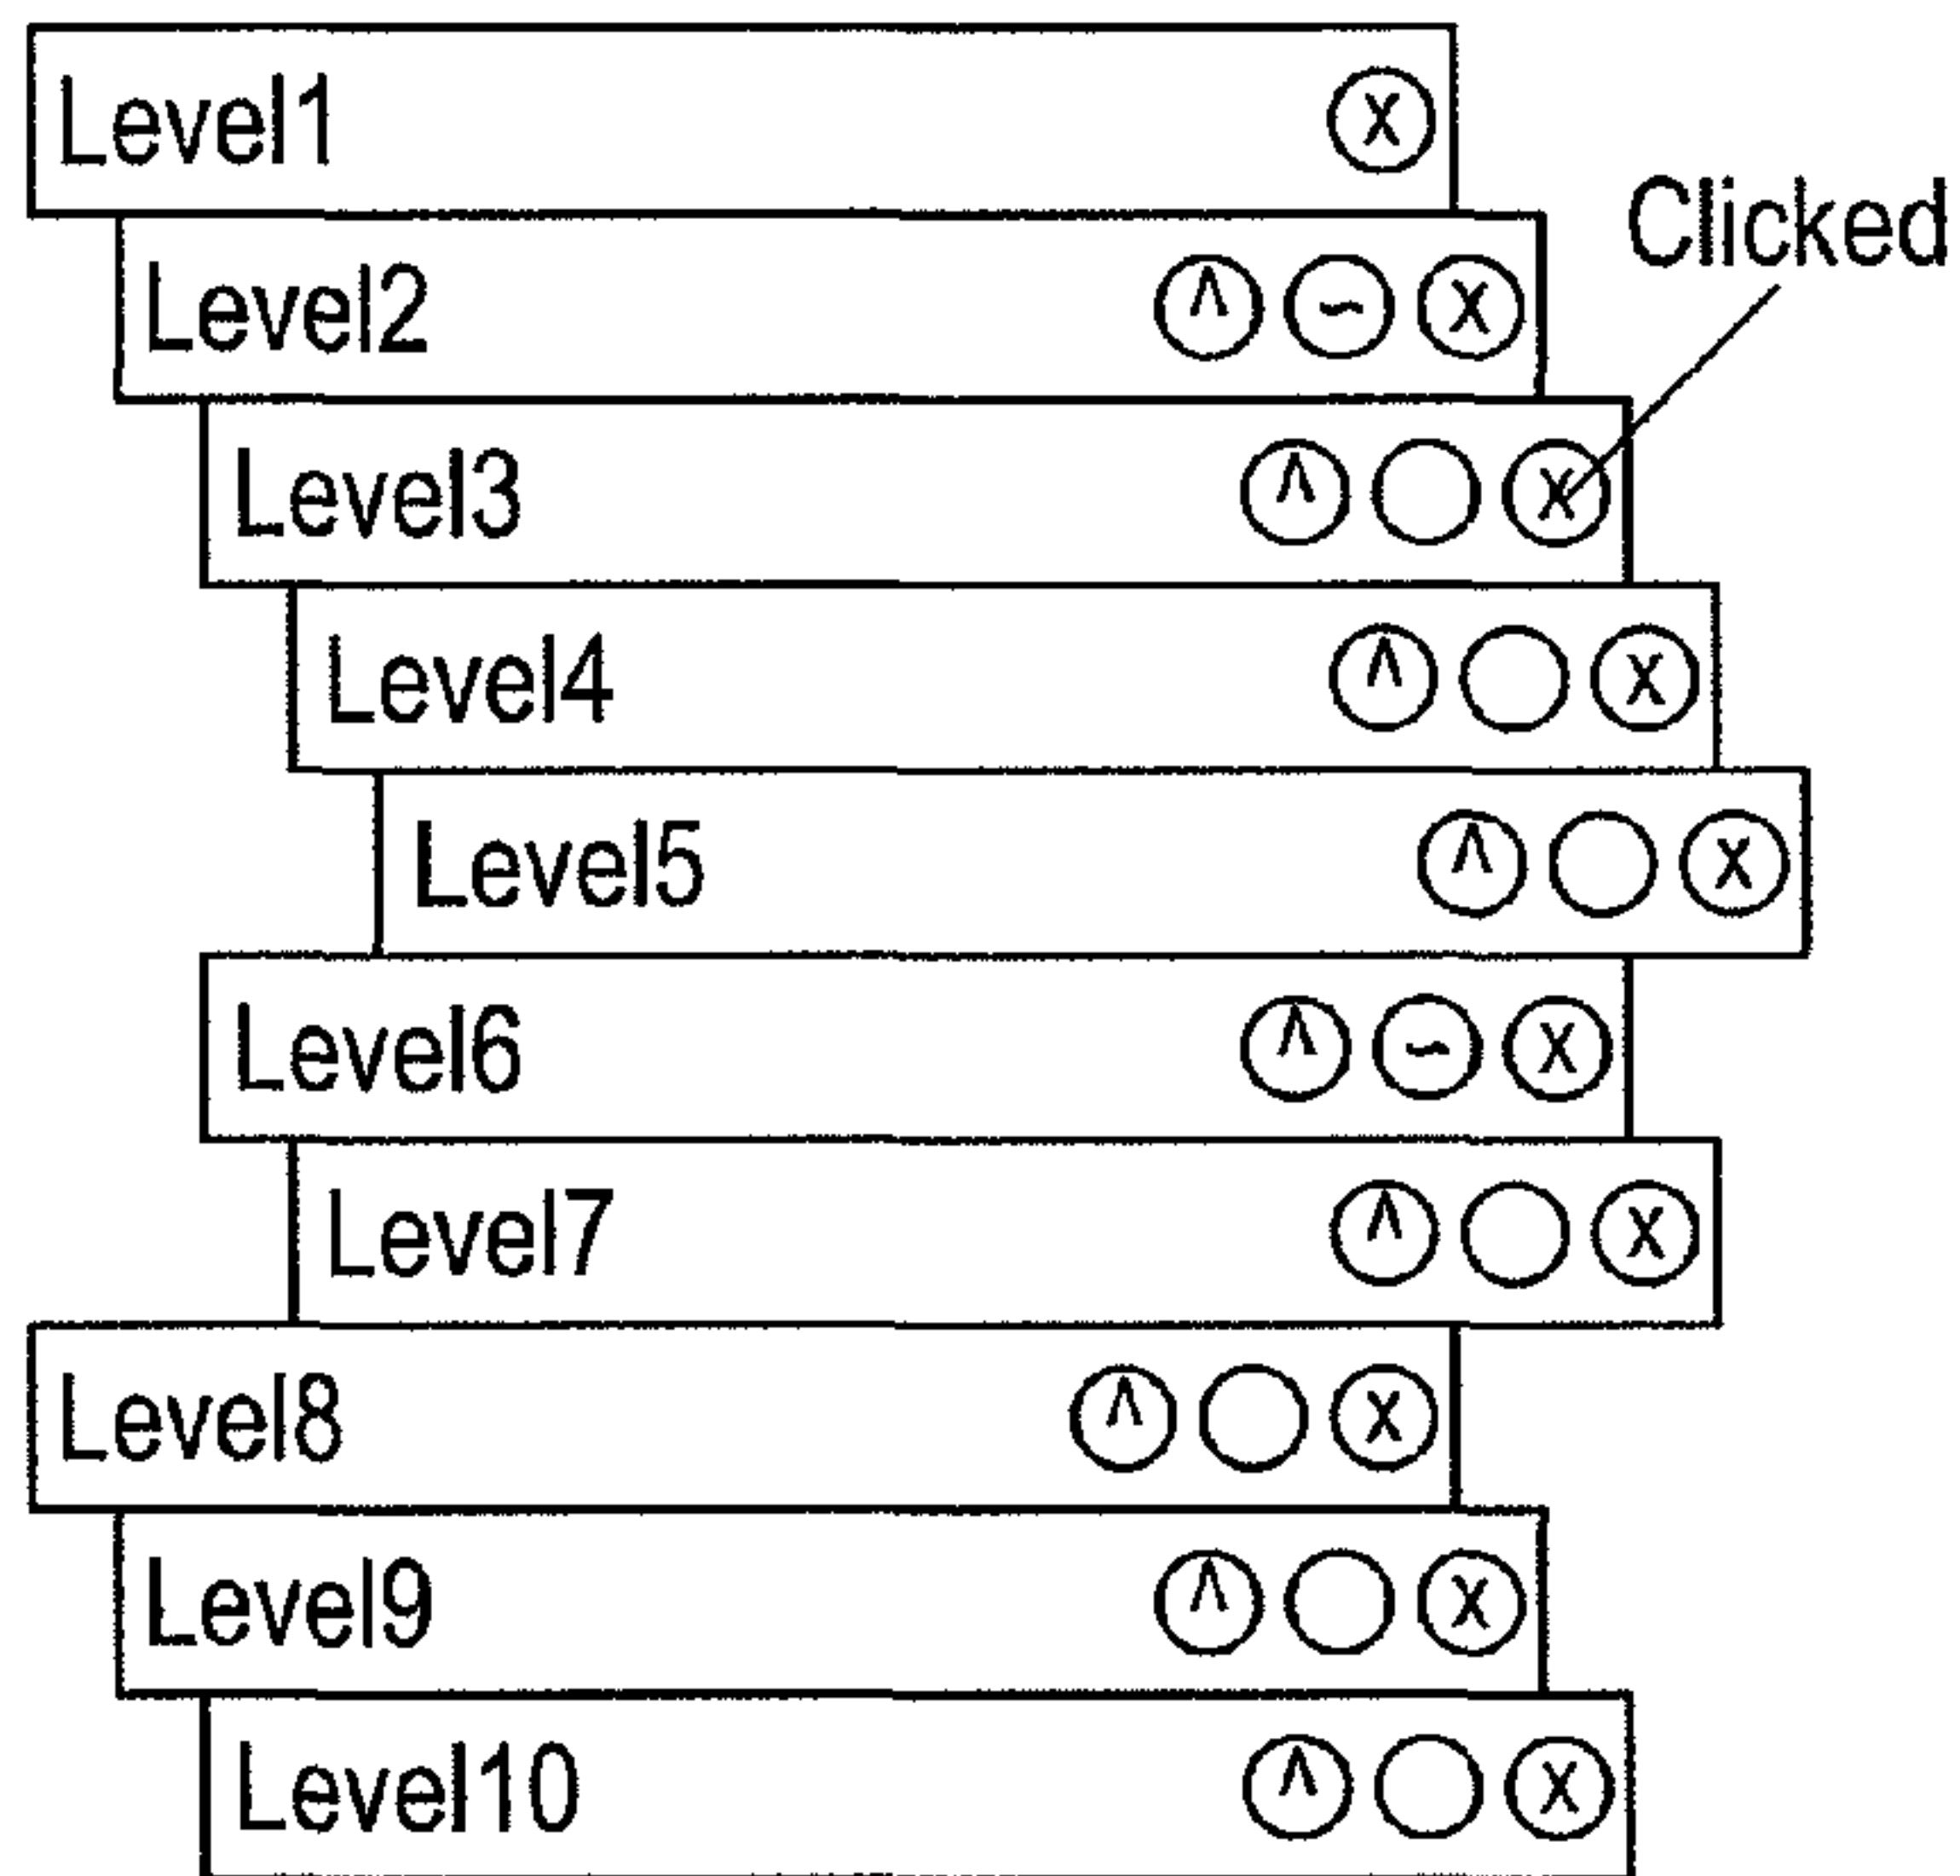 Level1 X
Clicked
Level2 ^ - X
Level3 ^ X
Level4 ^ X
Level5 ^ X
Level6 ^ - X
Level7 ^ X
Level8 ^ X
Level9 ^ X
Level10 ^ X